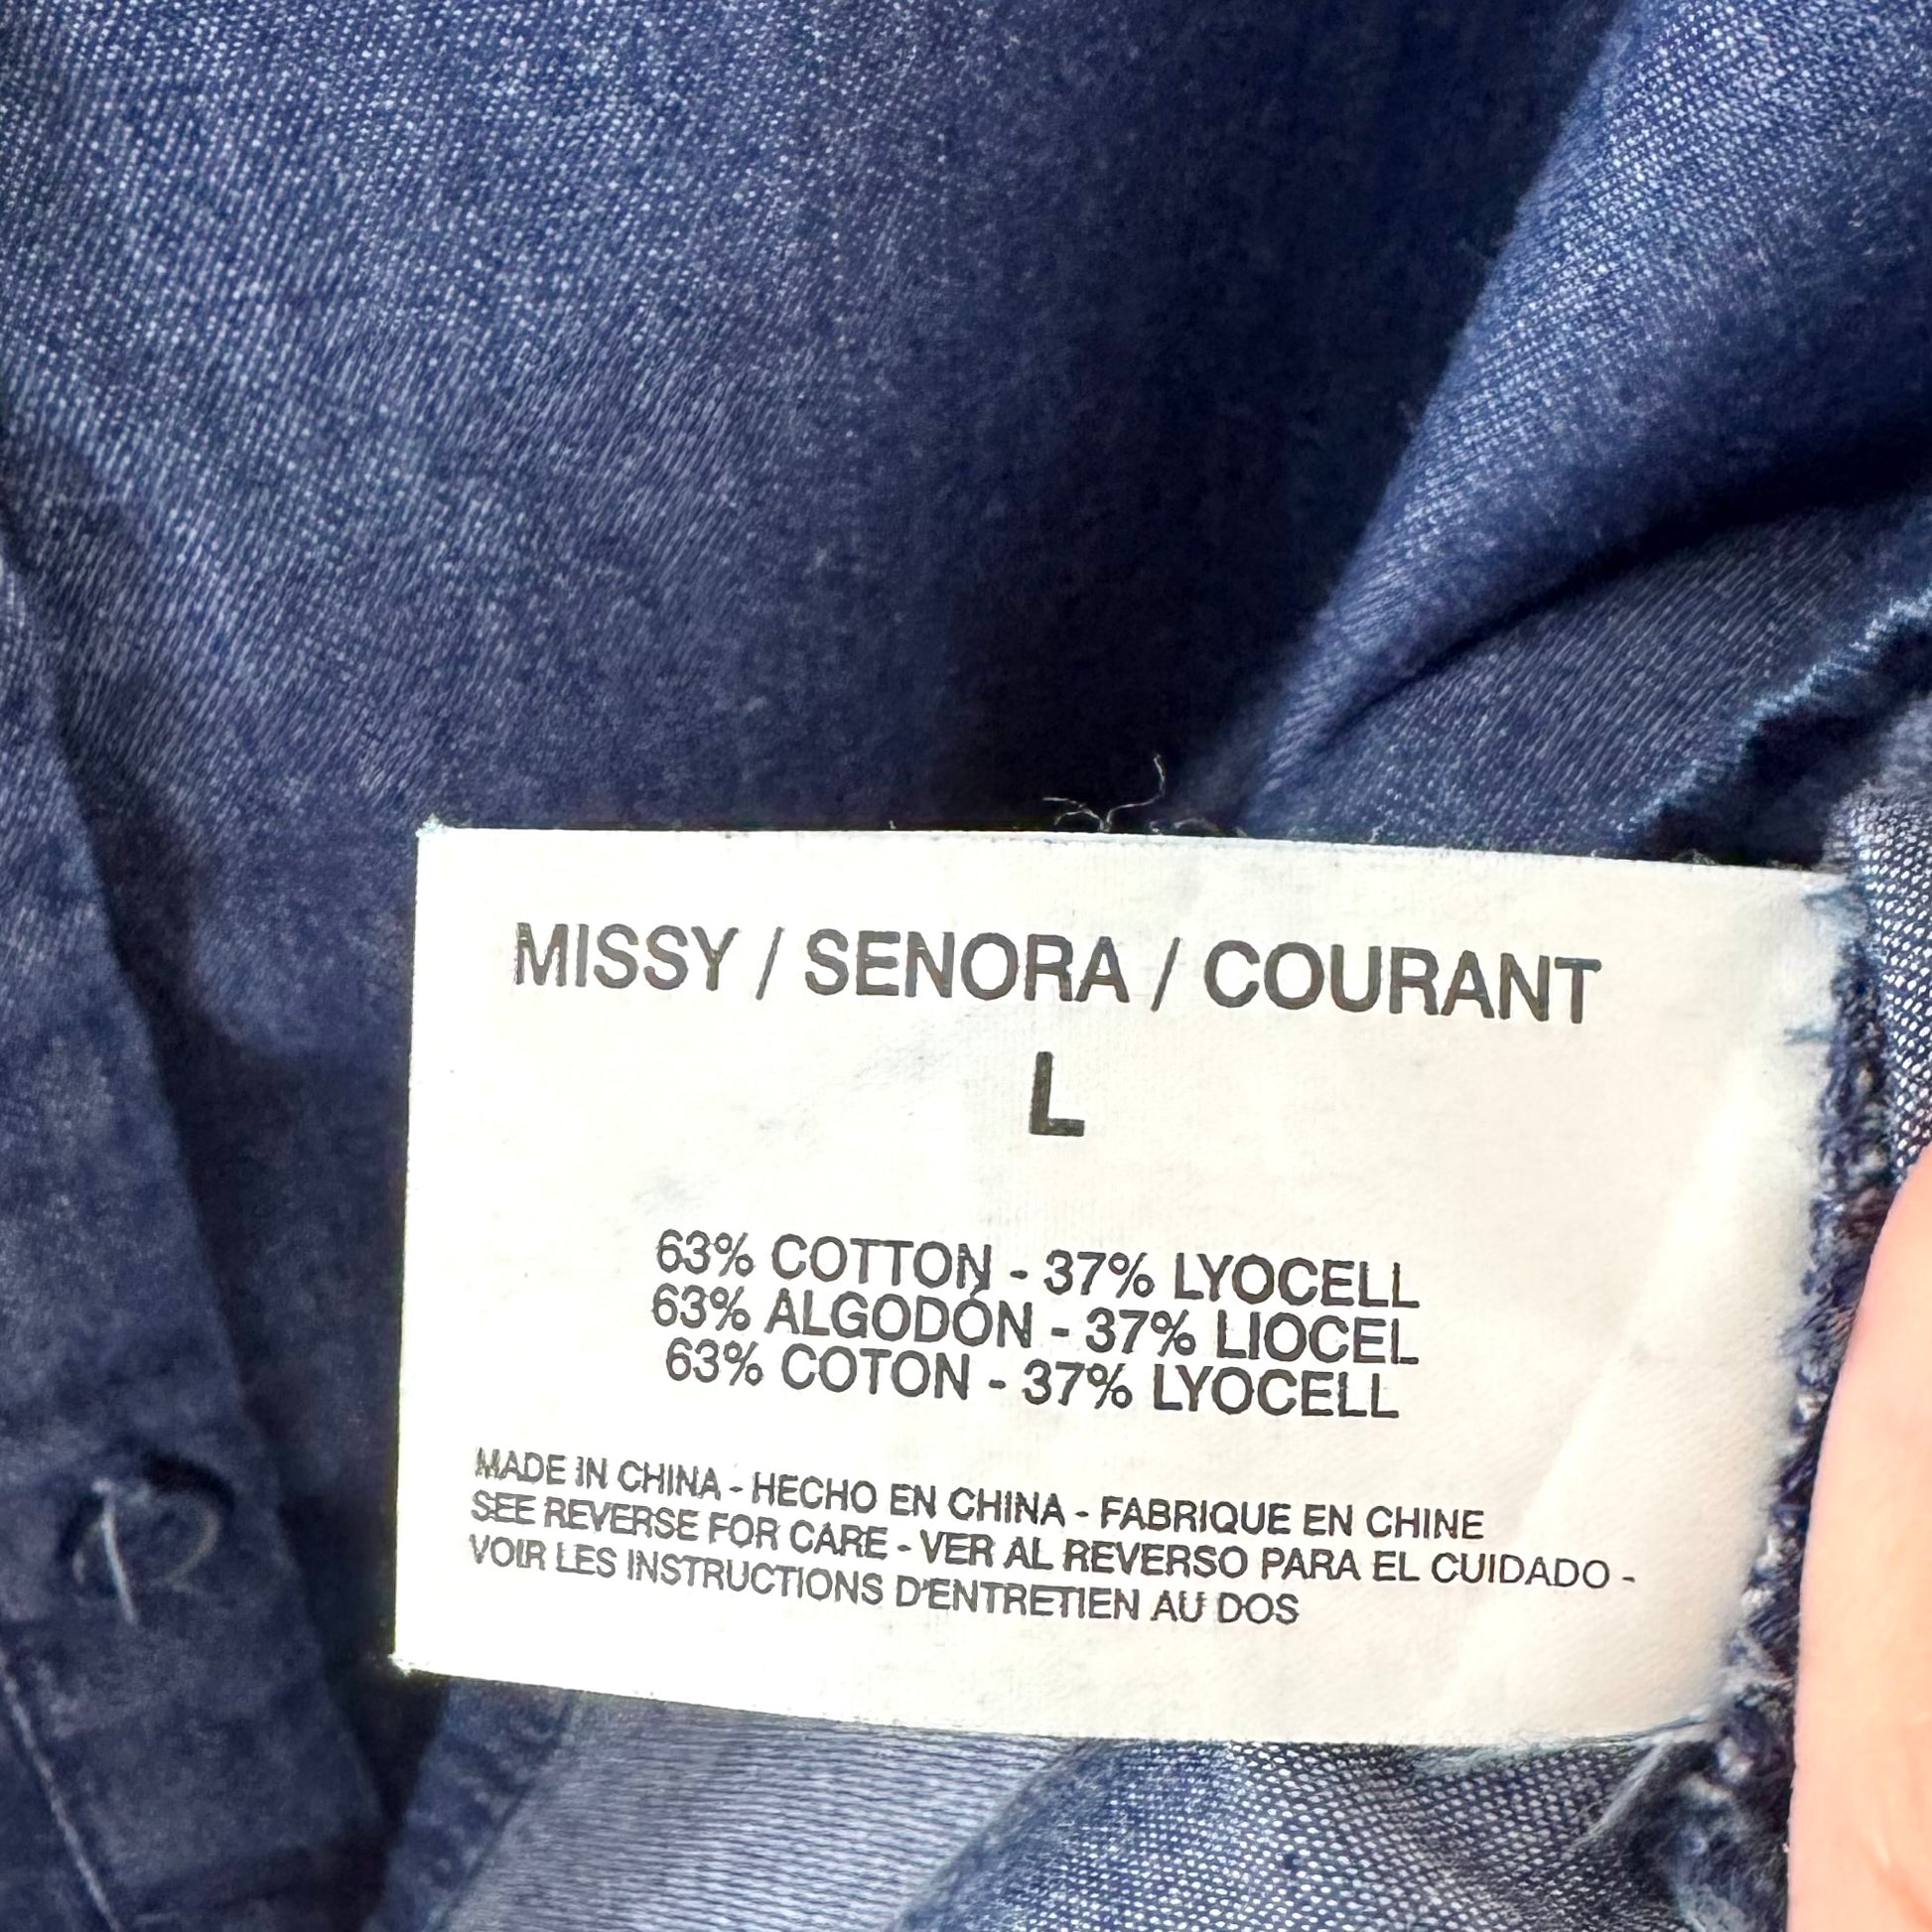 MISSY / SENORA / COURANT
L
63% COTTON - 37% LYOCELL
63% ALGODÓN - 37% LIOCEL
63% COTON - 37% LYOCELL
MADE IN CHINA - HECHO EN CHINA - FABRIQUE EN CHINE
SEE REVERSE FOR CARE - VER AL REVERSO PARA EL CUIDADO -
VOIR LES INSTRUCTIONS D'ENTRETIEN AU DOS